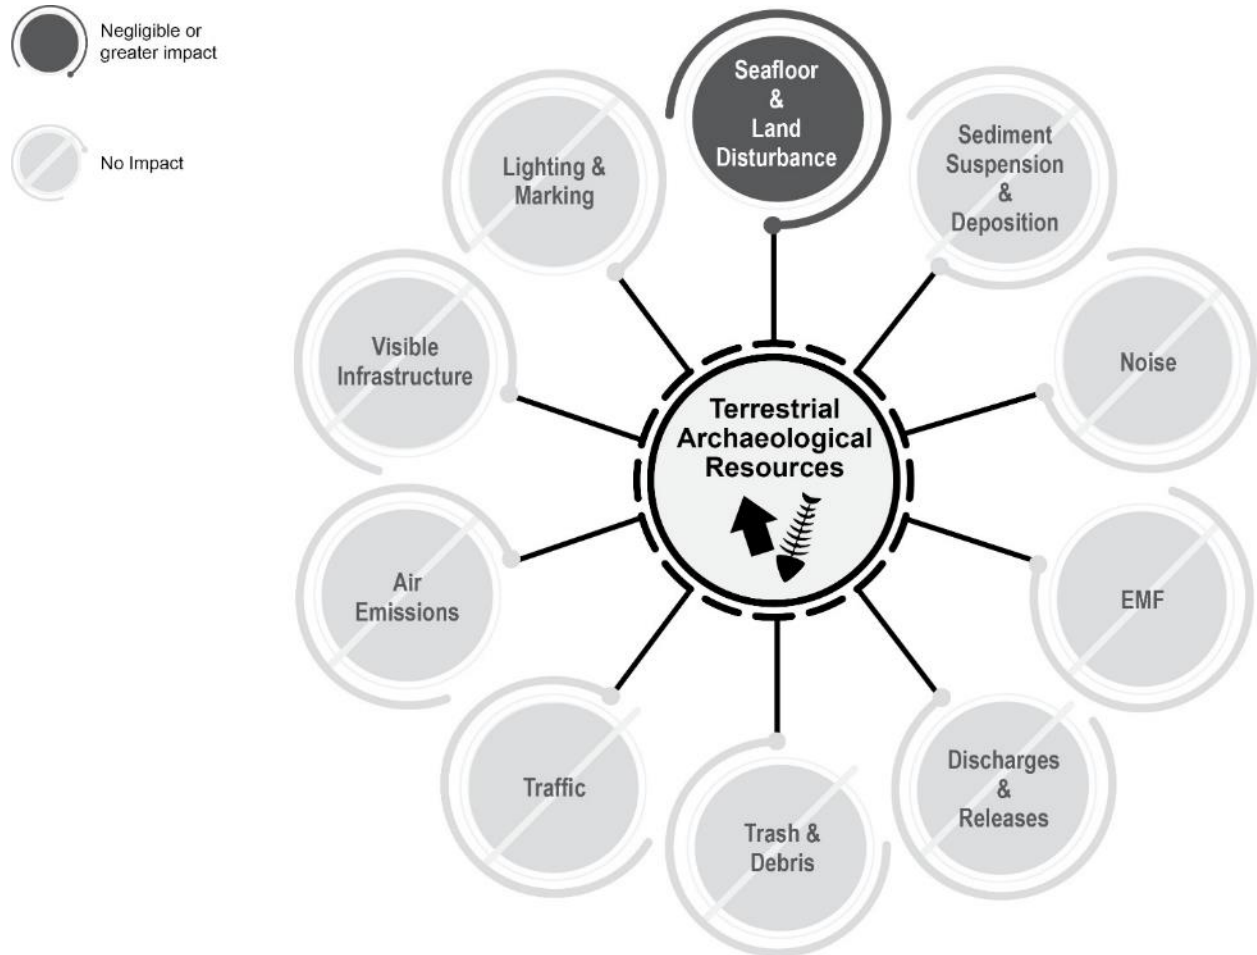 Negligible or
greater impact
No Impact
Seafloor
&
Land
Disturbance
Sediment
Suspension
&
Deposition
Noise
EMF
Discharges
&
Releases
Trash &
Debris
Traffic
Air
Emissions
Visible
Infrastructure
Lighting &
Marking
Terrestrial
Archaeological
Resources